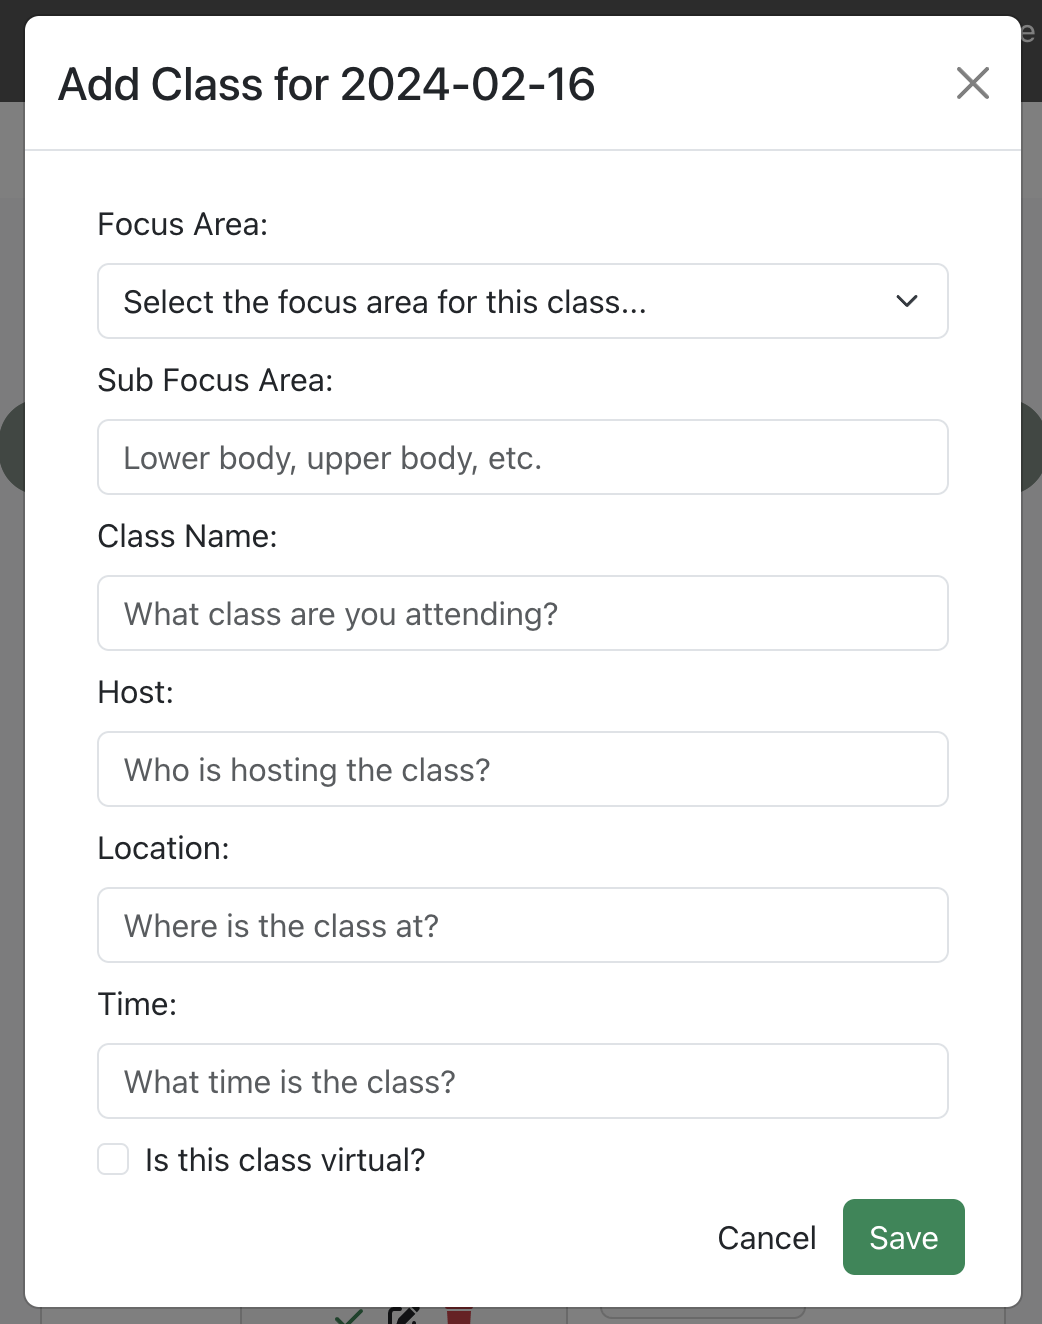 Add Class for 2024-02-16
Focus Area:
Select the focus area for this class...
Sub Focus Area:
Lower body, upper body, etc.
Class Name:
What class are you attending?
Host:
Who is hosting the class?
Location:
Where is the class at?
Time:
What time is the class?
Is this class virtual?
Cancel
Save